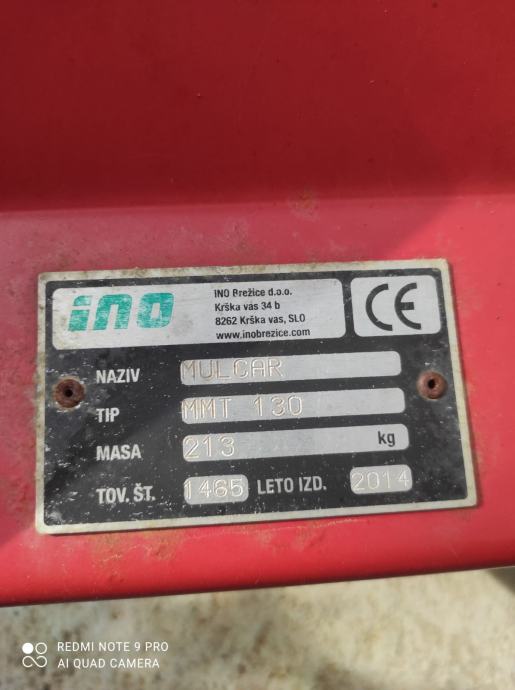 ino
INO Brežice d.o.o.
Krška vas 34 b
8262 Krška vas, SLO
www.inobrezice.com
CE
NAZIV MULCAR
TIP MMT 130
MASA 213 kg
TOV. ŠT. 1465 LETO IZD. 2014
REDMI NOTE 9 PRO
AI QUAD CAMERA